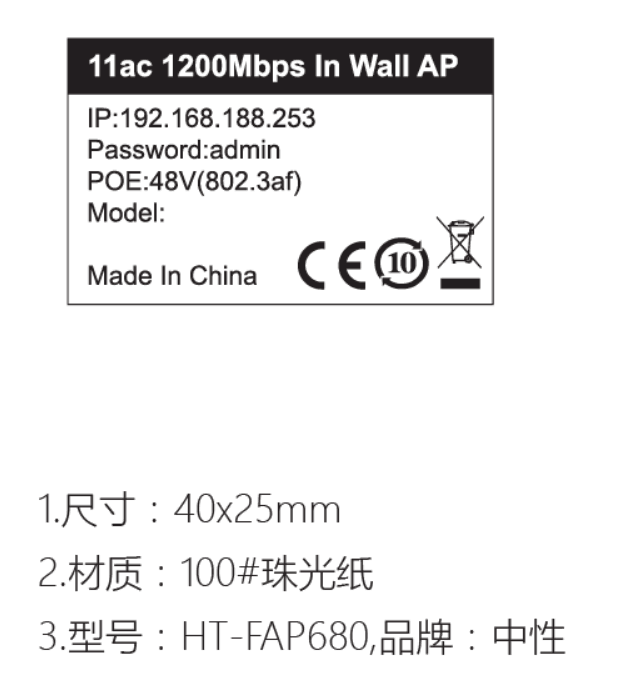 11ac 1200Mbps In Wall AP
IP:192.168.188.253
Password:admin
POE:48V(802.3af)
Model:
Made In China
CE 10
1.尺寸：40x25mm
2.材质：100#珠光纸
3.型号：HT-FAP680,品牌：中性